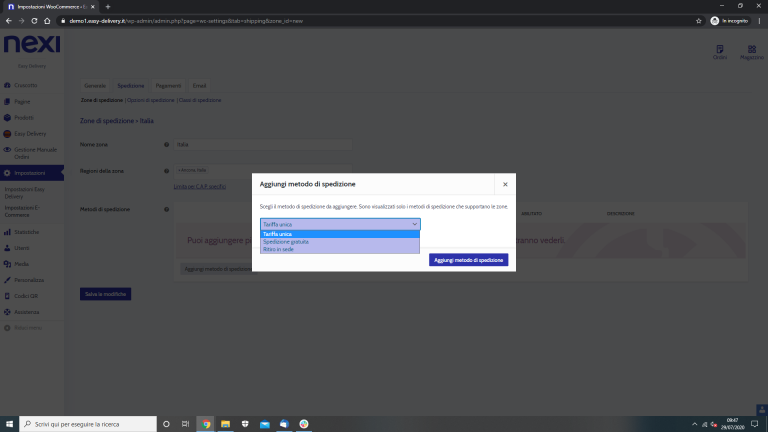 Impostazioni WooCommerce ‹ Ea
demo1.easy-delivery.it/wp-admin/admin.php?page=wc-settings&tab=shipping&zone_id=new
In incognito
nexi
Easy Delivery
Ordini
Magazzino
Cruscotto
Pagine
Prodotti
Easy Delivery
Gestione Manuale Ordini
Impostazioni
Impostazioni Easy Delivery
Impostazioni E-Commerce
Statistiche
Utenti
Media
Personalizza
Codici QR
Assistenza
Generale
Spedizione
Pagamenti
Email
Zone di spedizione | Opzioni di spedizione | Classi di spedizione
Zone di spedizione > Italia
Nome zona
Italia
Regioni della zona
Limita per C.A.P. specifici
Metodi di spedizione
ABILITATO
DESCRIZIONE
Puoi aggiungere
ranno vederli
Aggiungi metodo di spedizione
Salva le modifiche
Aggiungi metodo di spedizione
Scegli il metodo di spedizione da aggiungere. Sono visualizzati solo i metodi di spedizione che supportano le zone.
Tariffa unica
Tariffa unica
Spedizione gratuita
Ritiro in sede
Aggiungi metodo di spedizione
Scrivi qui per eseguire la ricerca
09:47
29/07/2020